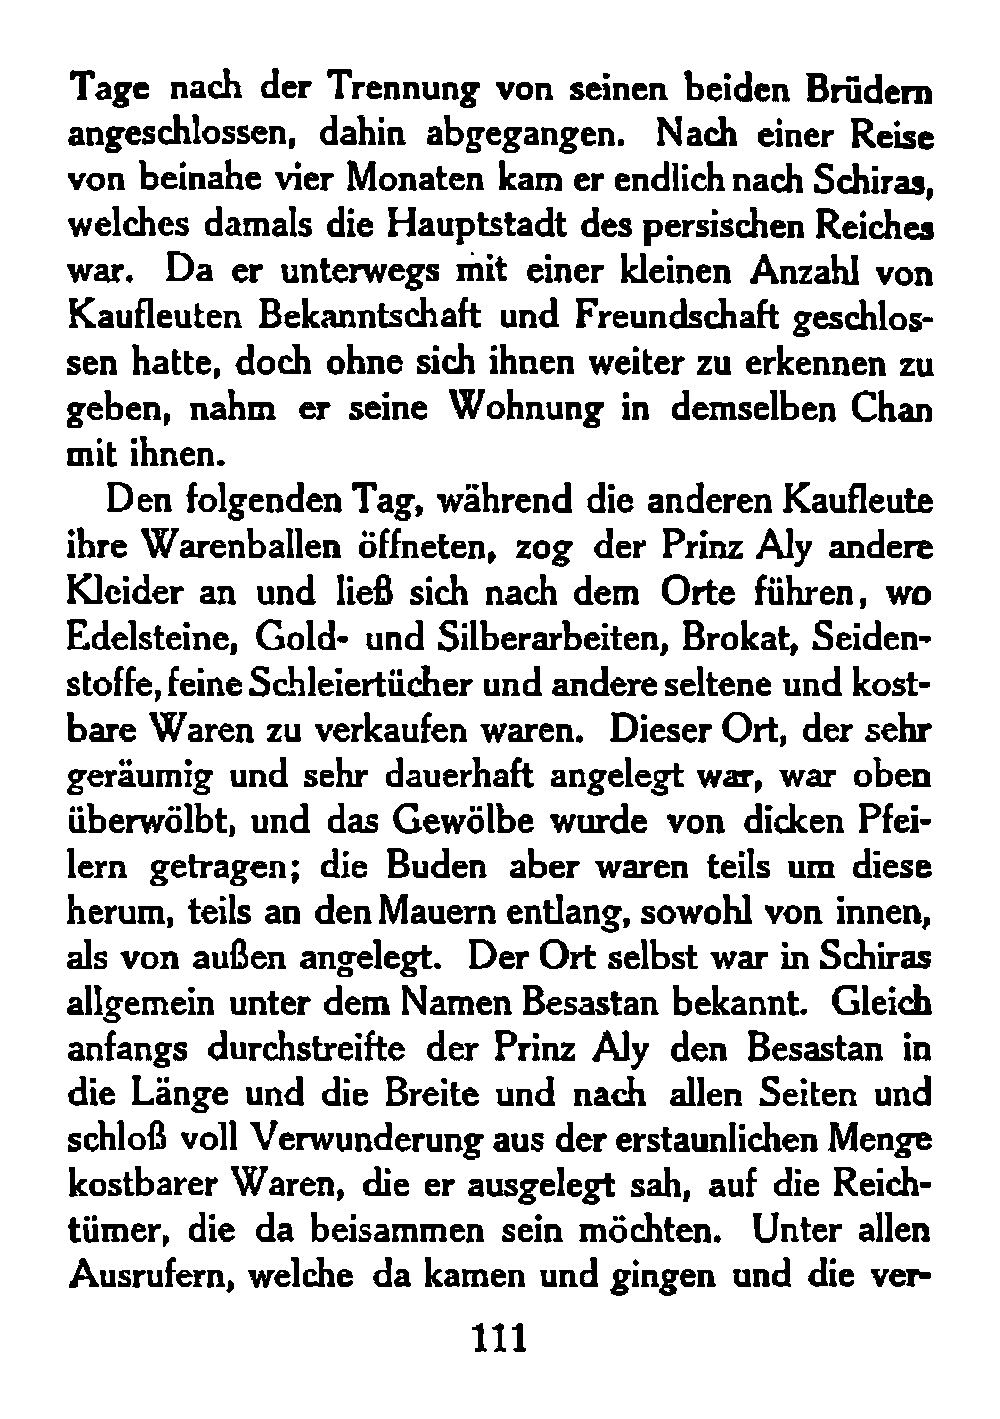 Tage nach der Trennung von seinen beiden Brüdern
angeschlossen, dahin abgegangen. Nach einer Reise
von beinahe vier Monaten kam er endlich nach Schiras,
welches damals die Hauptstadt des persischen Reiches
war. Da er unterwegs mit einer kleinen Anzahl von
Kaufleuten Bekanntschaft und Freundschaft geschlos-
sen hatte, doch ohne sich ihnen weiter zu erkennen zu
geben, nahm er seine Wohnung in demselben Chan
mit ihnen.
Den folgenden Tag, während die anderen Kaufleute
ihre Warenballen öffneten, zog der Prinz Aly andere
Kleider an und ließ sich nach dem Orte führen, wo
Edelsteine, Gold- und Silberarbeiten, Brokat, Seiden-
stoffe, feine Schleiertücher und andere seltene und kost-
bare Waren zu verkaufen waren. Dieser Ort, der sehr
geräumig und sehr dauerhaft angelegt war, war oben
überwölbt, und das Gewölbe wurde von dicken Pfei-
lern getragen; die Buden aber waren teils um diese
herum, teils an den Mauern entlang, sowohl von innen,
als von außen angelegt. Der Ort selbst war in Schiras
allgemein unter dem Namen Besastan bekannt. Gleich
anfangs durchstreifte der Prinz Aly den Besastan in
die Länge und die Breite und nach allen Seiten und
schloß voll Verwunderung aus der erstaunlichen Menge
kostbarer Waren, die er ausgelegt sah, auf die Reich-
tümer, die da beisammen sein möchten. Unter allen
Ausrufern, welche da kamen und gingen und die ver-
111